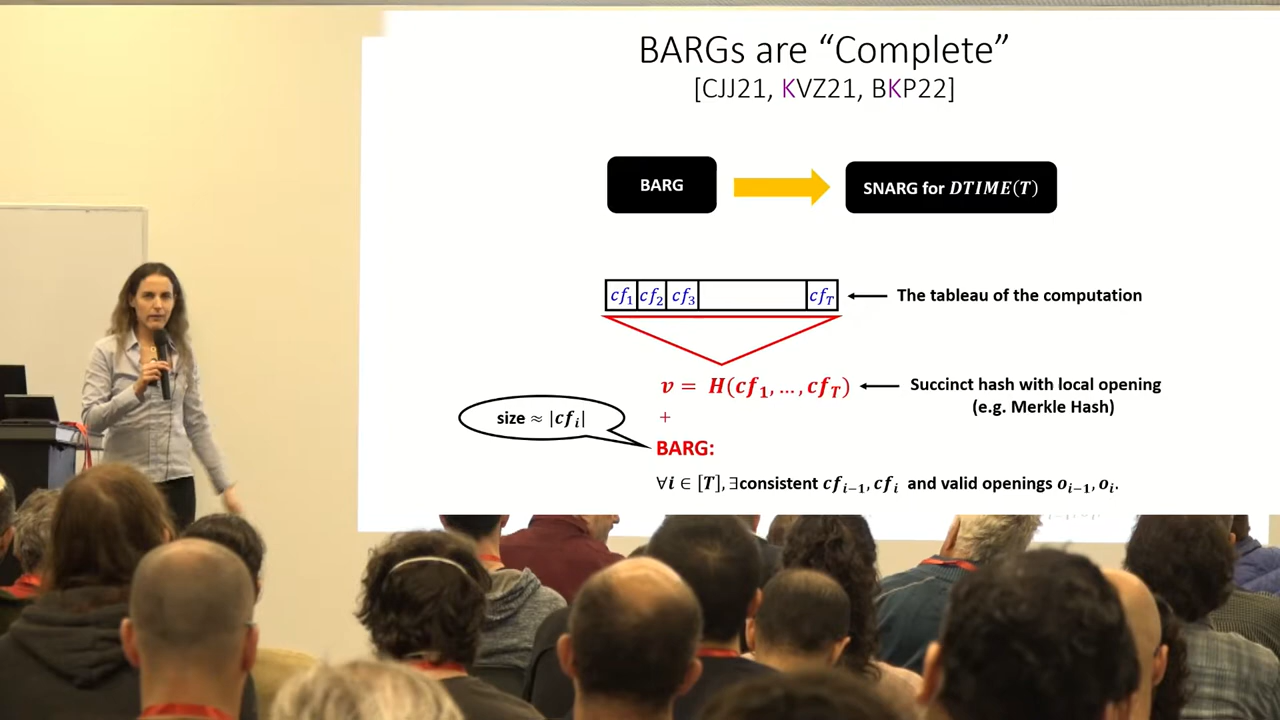 BARGs are “Complete”
[CJJ21, KVZ21, BKP22]
BARG
SNARG for DTIME(T)
cf₁ cf₂ cf₃ cf_T
The tableau of the computation
v = H(cf₁, … , cf_T)
Succinct hash with local opening
(e.g. Merkle Hash)
+
size ≈ |cfᵢ|
BARG:
∀i ∈ [T], ∃consistent cfᵢ₋₁, cfᵢ and valid openings oᵢ₋₁, oᵢ.